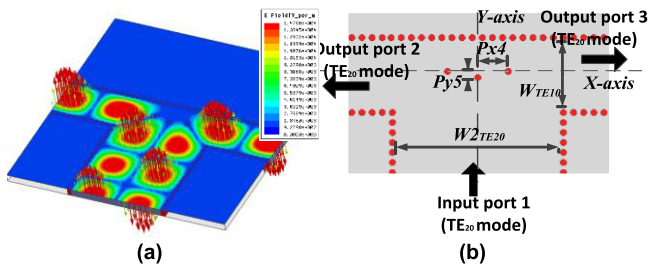 E Field[V_per_m]
Output port 2
(TE20 mode)
Y-axis
Output port 3
(TE20 mode)
Px4
Py5
WTE10
X-axis
W2TE20
Input port 1
(TE20 mode)
(a)
(b)